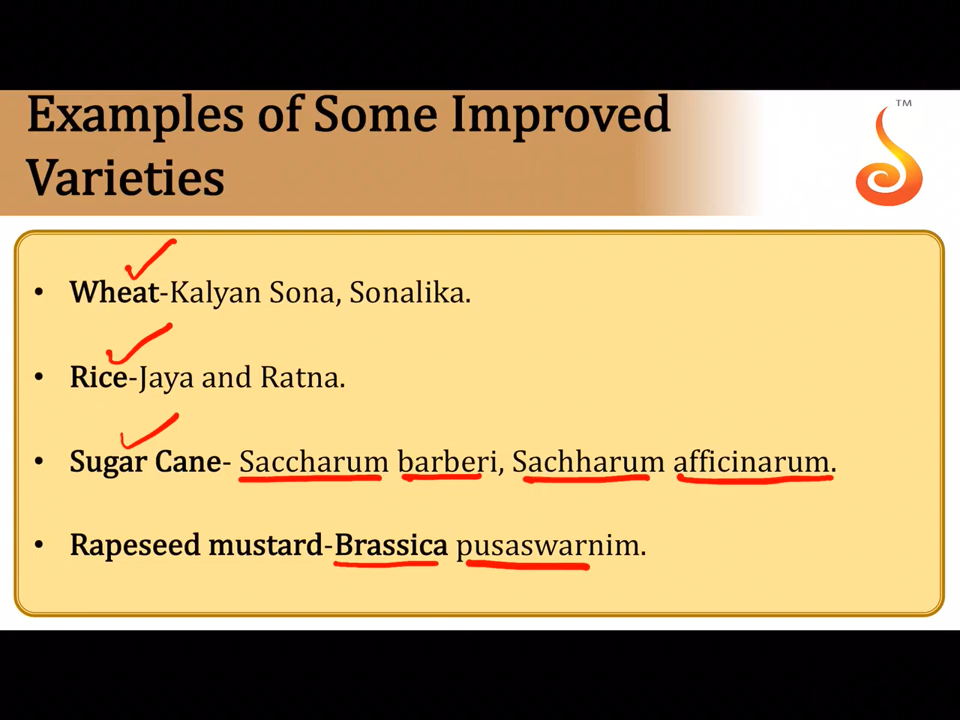 Examples of Some Improved
Varieties
TM
• Wheat-Kalyan Sona, Sonalika.
• Rice-Jaya and Ratna.
• Sugar Cane- Saccharum barberi, Sachharum afficinarum.
• Rapeseed mustard-Brassica pusaswarnim.